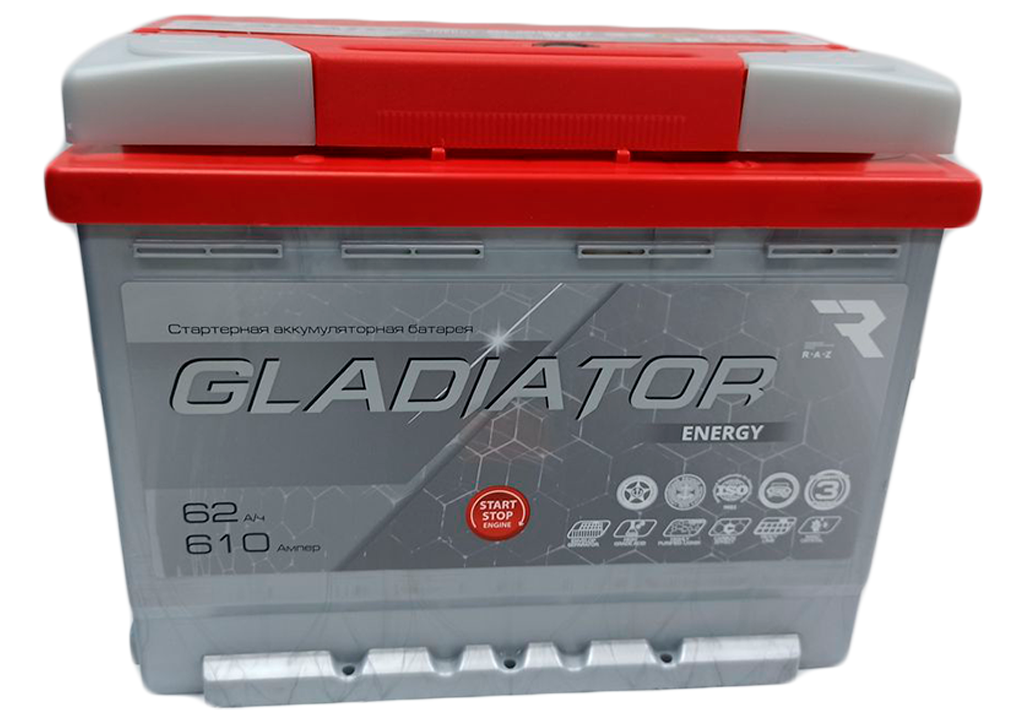 Стартерная аккумуляторная батарея
R·A·Z
GLADIATOR
ENERGY
62 А/ч
610 Ампер
START
STOP
ENGINE
ISO
3